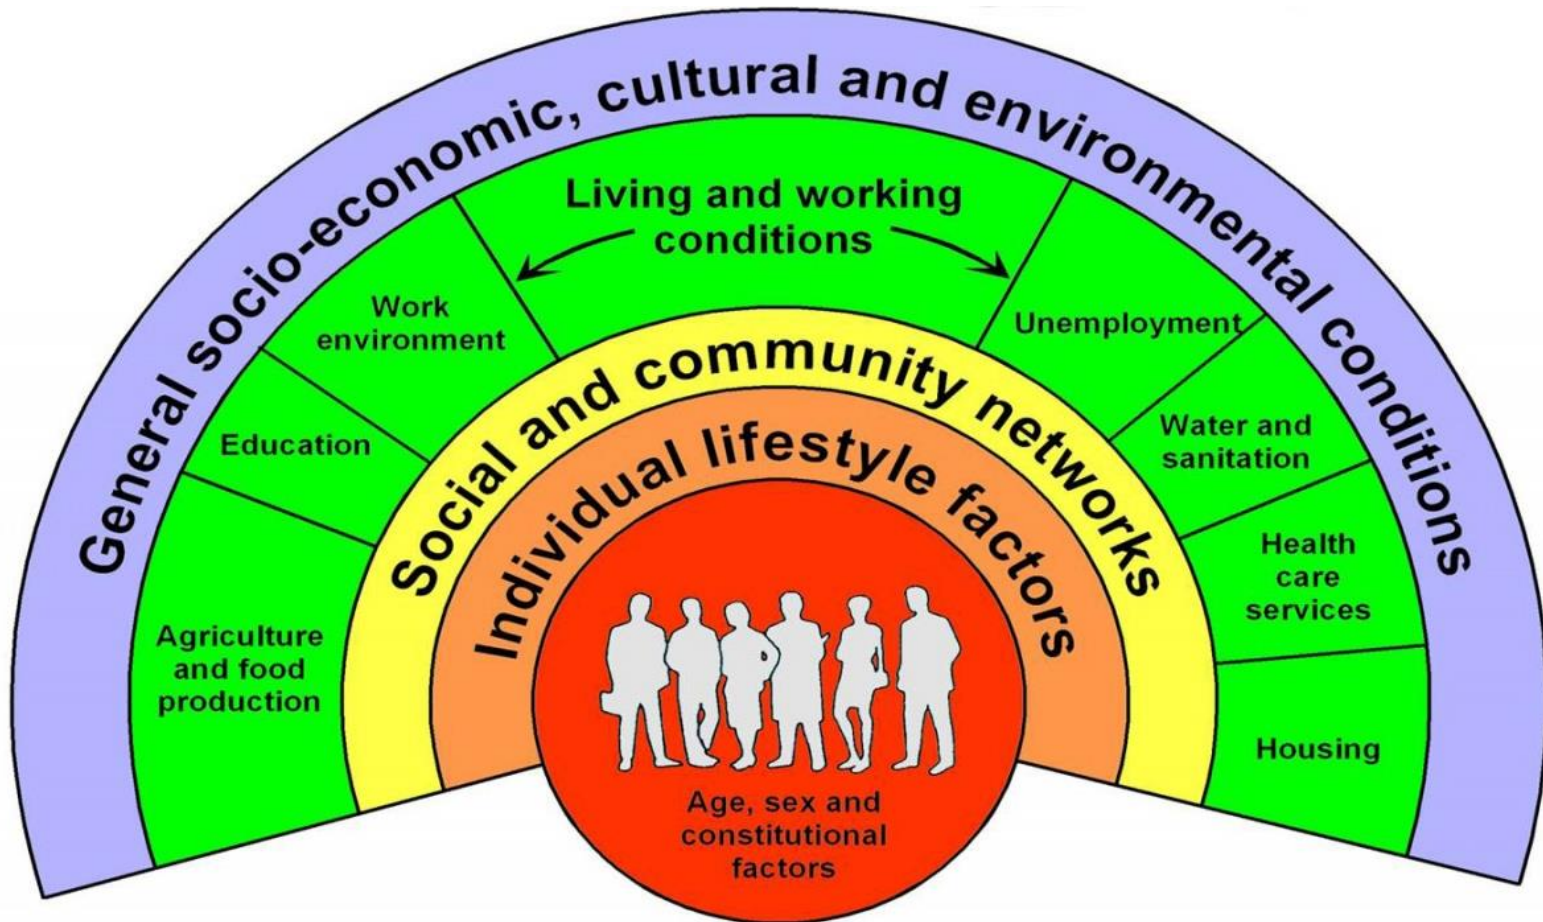 General socio-economic, cultural and environmental conditions
Living and working
conditions
Work
environment
Unemployment
Education
Water and
sanitation
Agriculture
and food
production
Health
care
services
Housing
Social and community networks
Individual lifestyle factors
Age, sex and
constitutional
factors